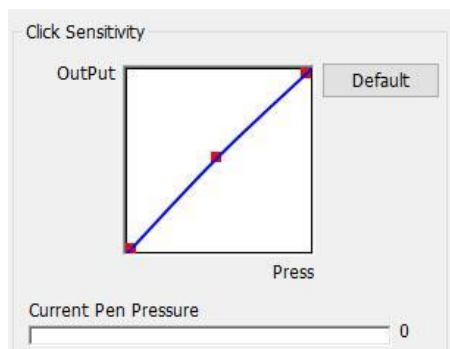 Click Sensitivity
OutPut
Default
Press
Current Pen Pressure
0